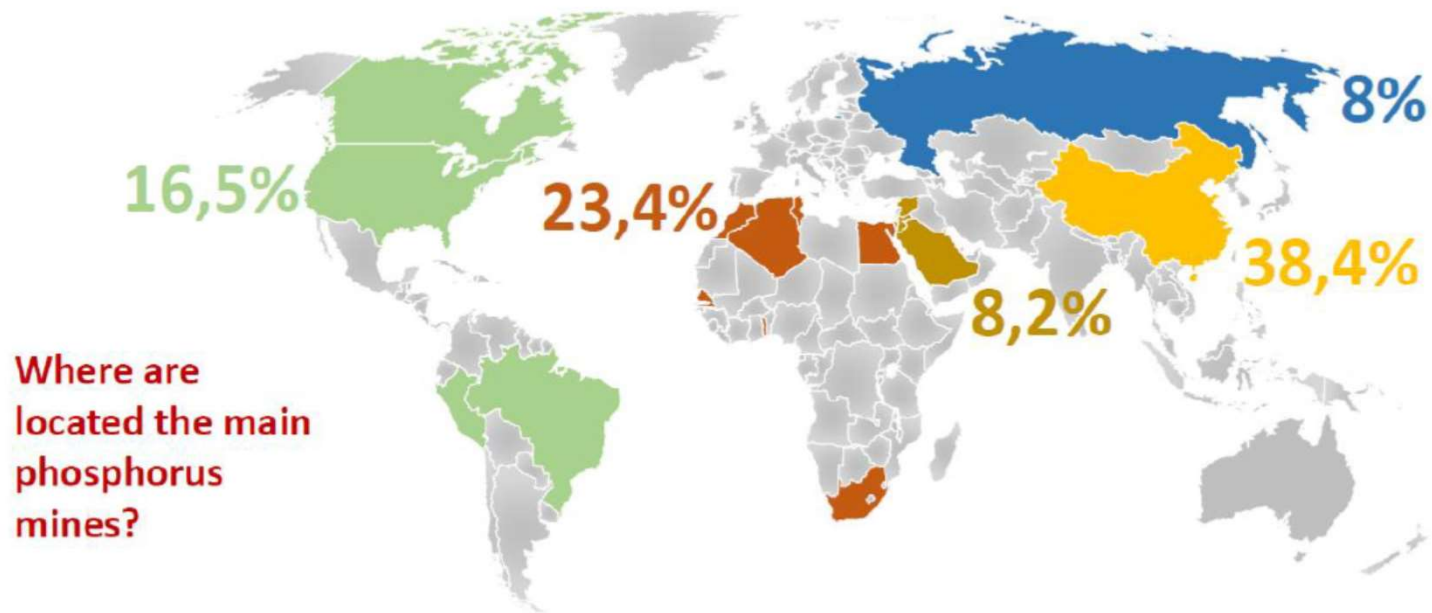 8%
16,5%
23,4%
38,4%
8,2%
Where are
located the main
phosphorus
mines?